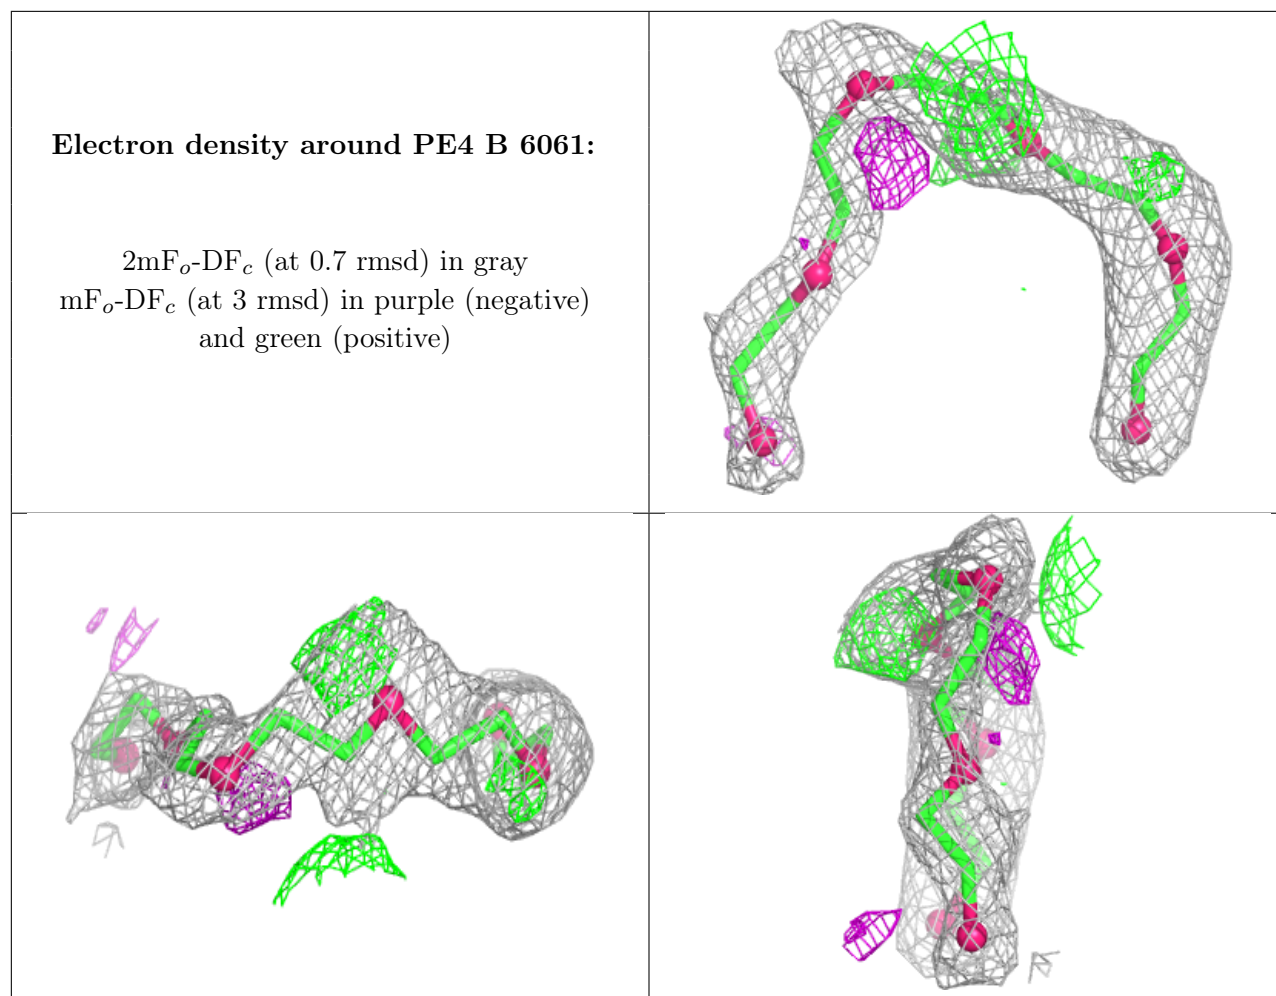 Electron density around PE4 B 6061:
2mFo-DFc (at 0.7 rmsd) in gray
mFo-DFc (at 3 rmsd) in purple (negative)
and green (positive)